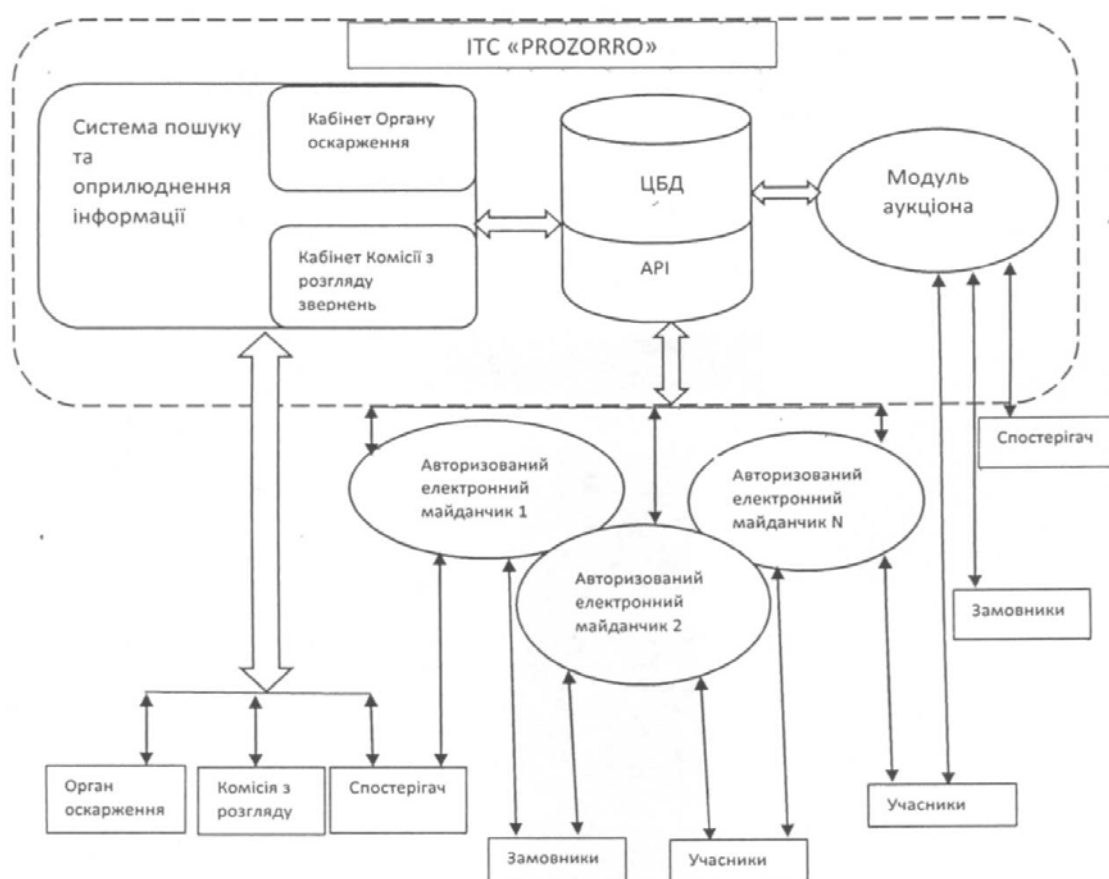 ІТС «PROZORRO»
Система пошуку
та
оприлюднення
інформації
Кабінет Органу
оскарження
Кабінет Комісії з
розгляду
звернень
ЦБД
АРІ
Модуль
аукціона
Авторизований
електронний
майданчик 1
Авторизований
електронний
майданчик 2
Авторизований
електронний
майданчик N
Спостерігач
Замовники
Учасники
Орган
оскарження
Комісія з
розгляду
Спостерігач
Замовники
Учасники